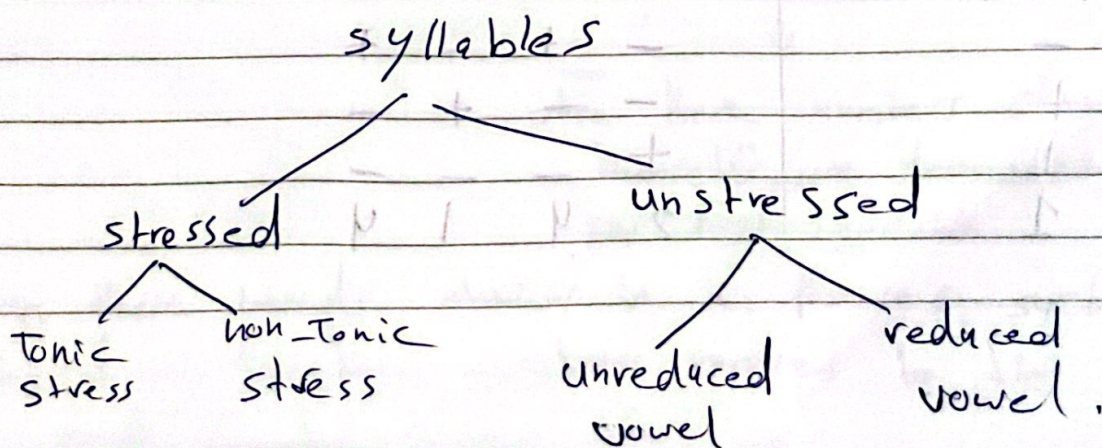 syllables
stressed
unstressed
Tonic stress
non_Tonic stress
unreduced vowel
reduced vowel.